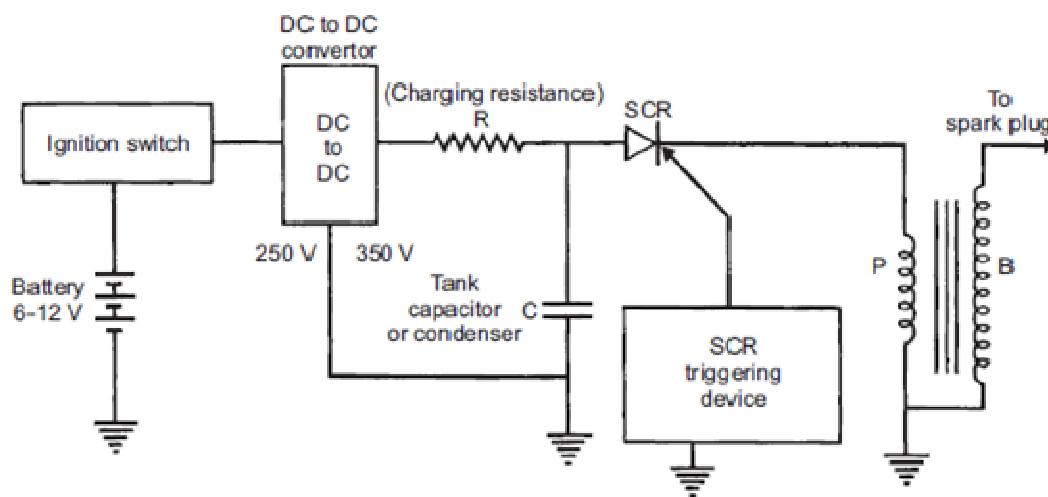 DC to DC
convertor
(Charging resistance)
R
SCR
To
spark plug
Ignition switch
DC
to
DC
250 V
350 V
Battery
6–12 V
Tank
capacitor
or condenser
C
SCR
triggering
device
P
B